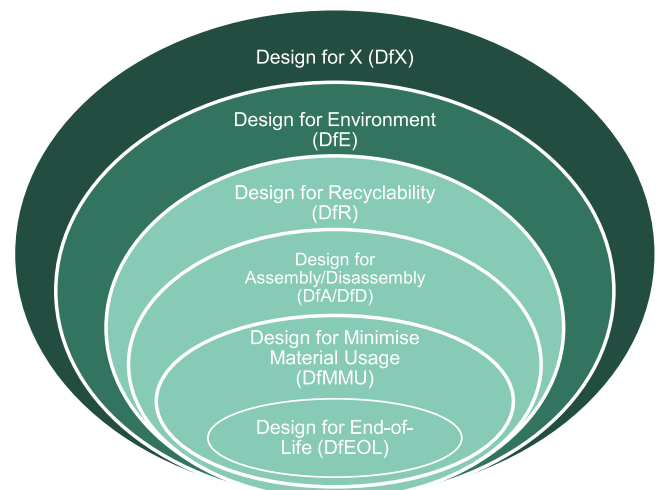 Design for X (DfX)
Design for Environment
(DfE)
Design for Recyclability
(DfR)
Design for
Assembly/Disassembly
(DfA/DfD)
Design for Minimise
Material Usage
(DfMMU)
Design for End-of-
Life (DfEOL)